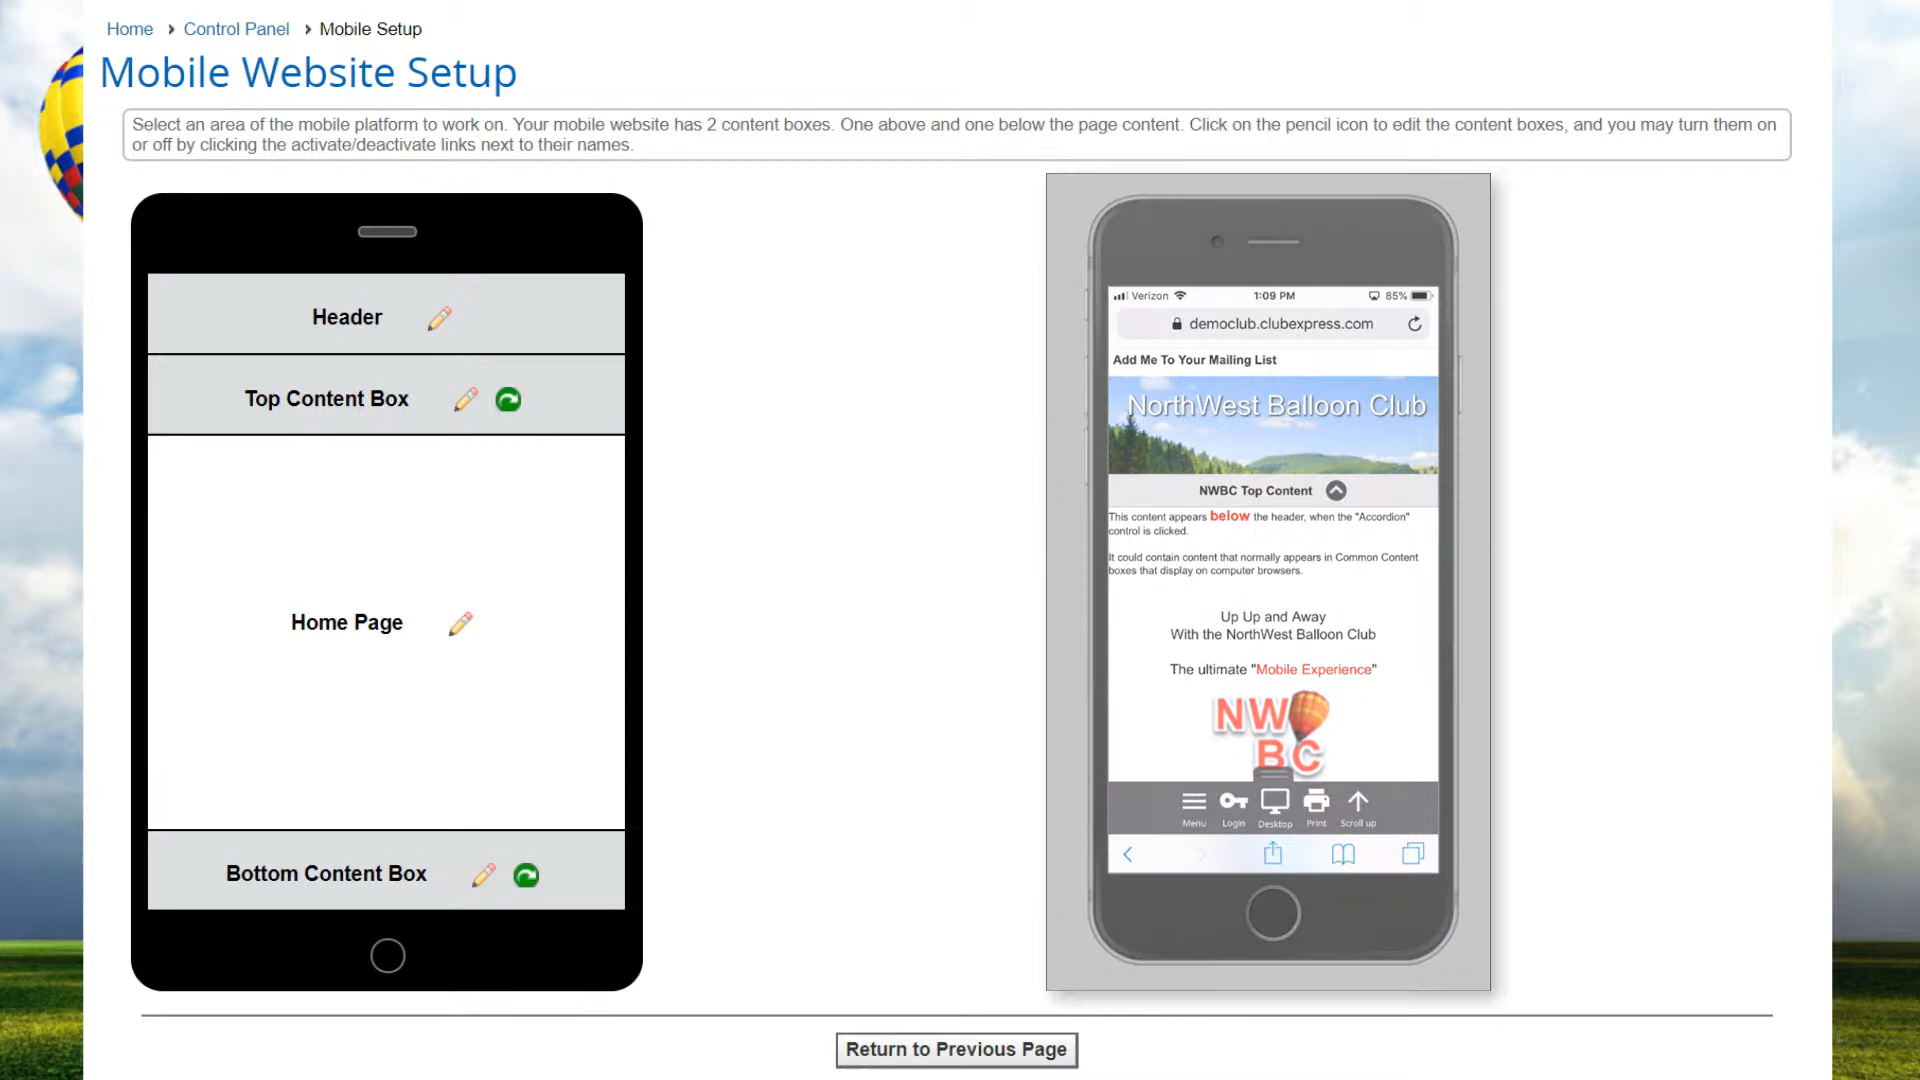 Home › Control Panel › Mobile Setup
Mobile Website Setup
Select an area of the mobile platform to work on. Your mobile website has 2 content boxes. One above and one below the page content. Click on the pencil icon to edit the content boxes, and you may turn them on
or off by clicking the activate/deactivate links next to their names.
Header
Top Content Box
Home Page
Bottom Content Box
Verizon 1:09 PM 85%
democlub.clubexpress.com
Add Me To Your Mailing List
NorthWest Balloon Club
NWBC Top Content
This content appears below the header, when the "Accordion"
control is clicked.
It could contain content that normally appears in Common Content
boxes that display on computer browsers.
Up Up and Away
With the NorthWest Balloon Club
The ultimate "Mobile Experience"
NW
BC
Menu Login Desktop Print Scroll up
Return to Previous Page